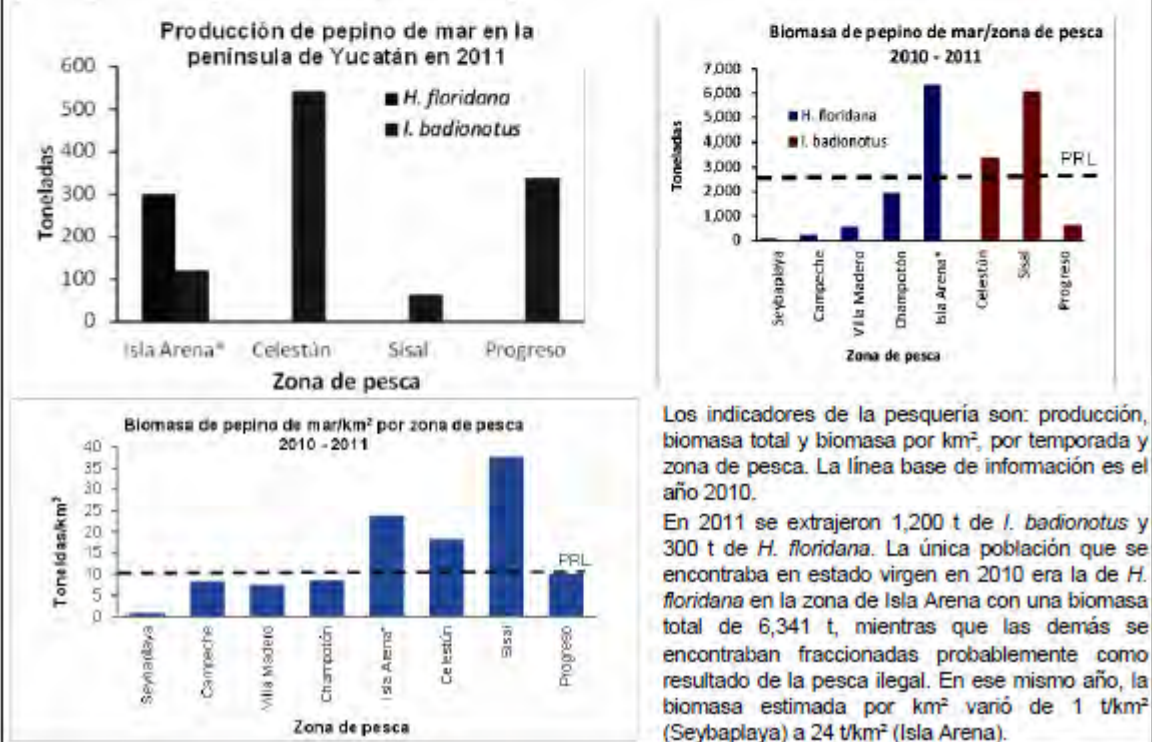 Producción de pepino de mar en la
península de Yucatán en 2011
600
500
400
300
200
100
0
Toneladas
H. floridana
I. badionotus
Isla Arena* Celestún Sisal Progreso
Zona de pesca
Biomasa de pepino de mar/zona de pesca
2010 - 2011
7,000
6,000
5,000
4,000
3,000
2,000
1,000
0
Toneladas
H. floridana
I. badionotus
PRL
Seybaplaya
Campeche
Villa Madero
Champotón
Isla Arena*
Celestún
Sisal
Progreso
Zona de pesca
Biomasa de pepino de mar/km² por zona de pesca
2010 - 2011
40
35
30
25
20
15
10
5
0
Toneladas/km²
PRL
Seybaplaya
Campeche
Villa Madero
Champotón
Isla Arena*
Celestún
Sisal
Progreso
Zona de pesca
Los indicadores de la pesquería son: producción,
biomasa total y biomasa por km², por temporada y
zona de pesca. La línea base de información es el
año 2010.
En 2011 se extrajeron 1,200 t de I. badionotus y
300 t de H. floridana. La única población que se
encontraba en estado virgen en 2010 era la de H.
floridana en la zona de Isla Arena con una biomasa
total de 6,341 t, mientras que las demás se
encontraban fraccionadas probablemente como
resultado de la pesca ilegal. En ese mismo año, la
biomasa estimada por km² varió de 1 t/km²
(Seybaplaya) a 24 t/km² (Isla Arena).